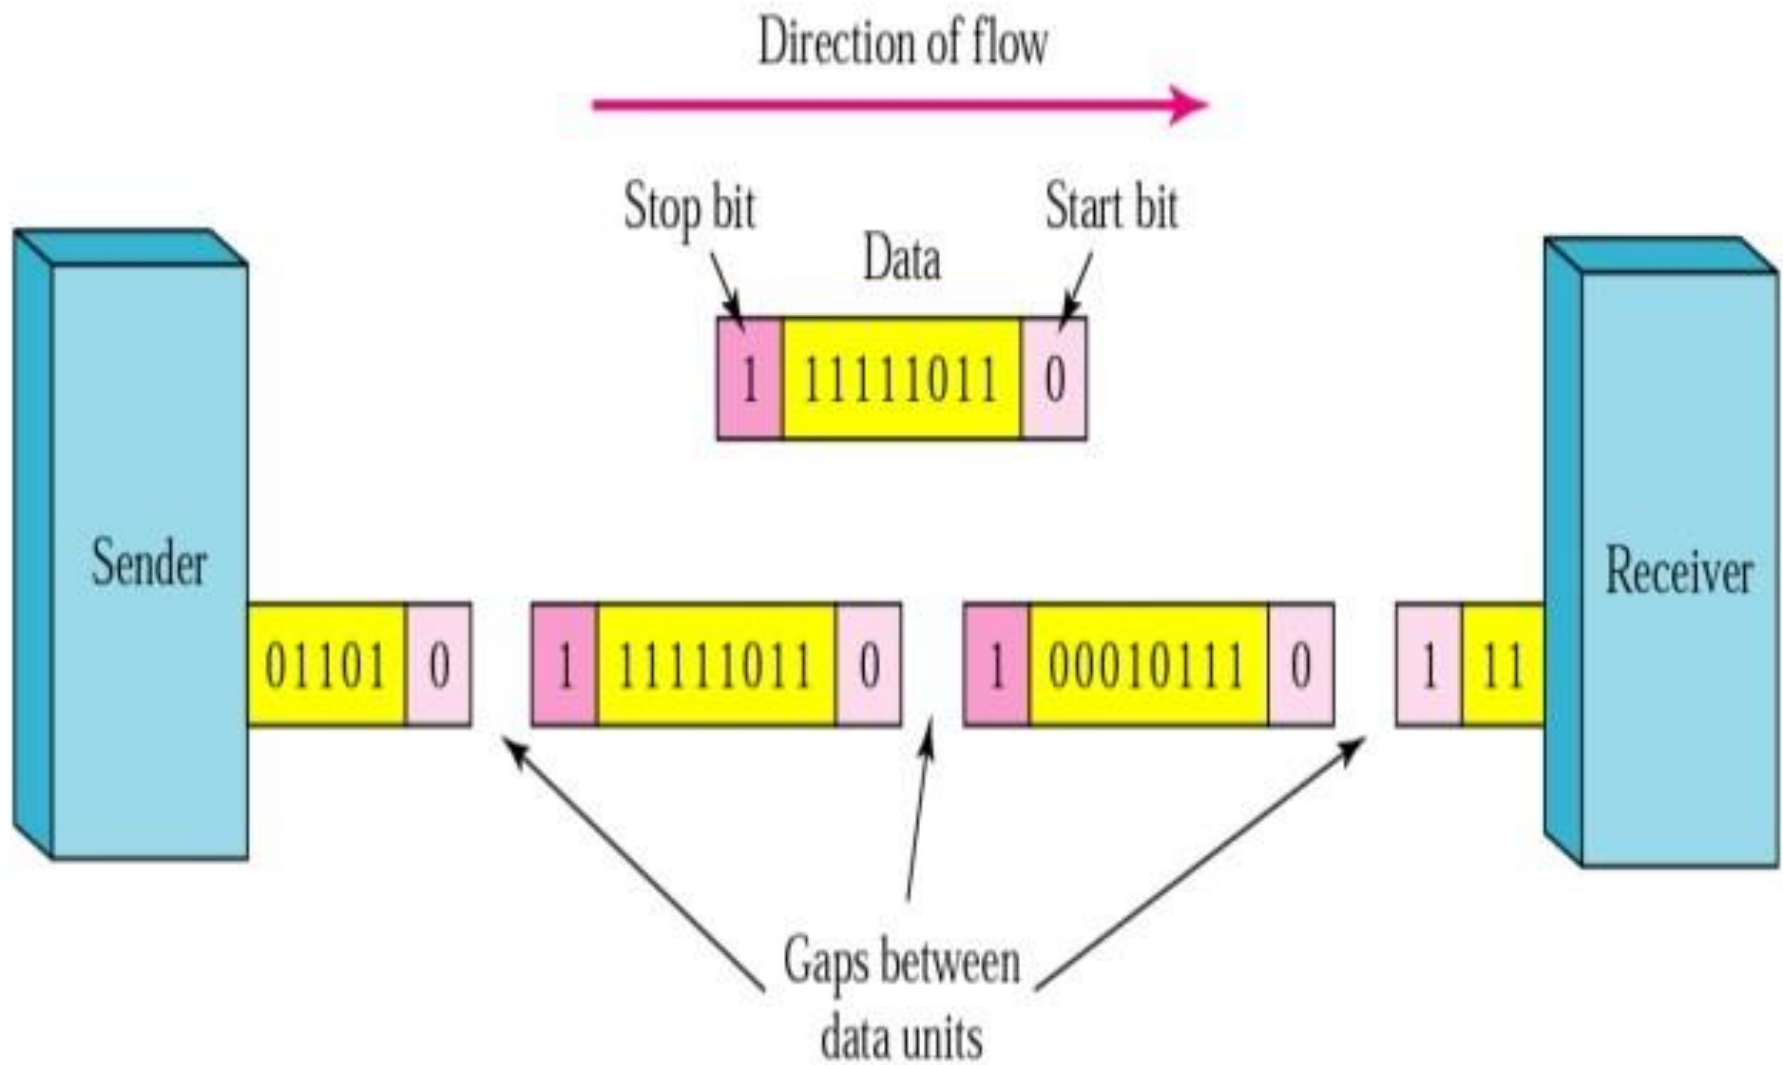 Direction of flow
Stop bit
Start bit
Data
1 11111011 0
Sender
Receiver
01101 0 1 11111011 0 1 00010111 0 1 11
Gaps between
data units